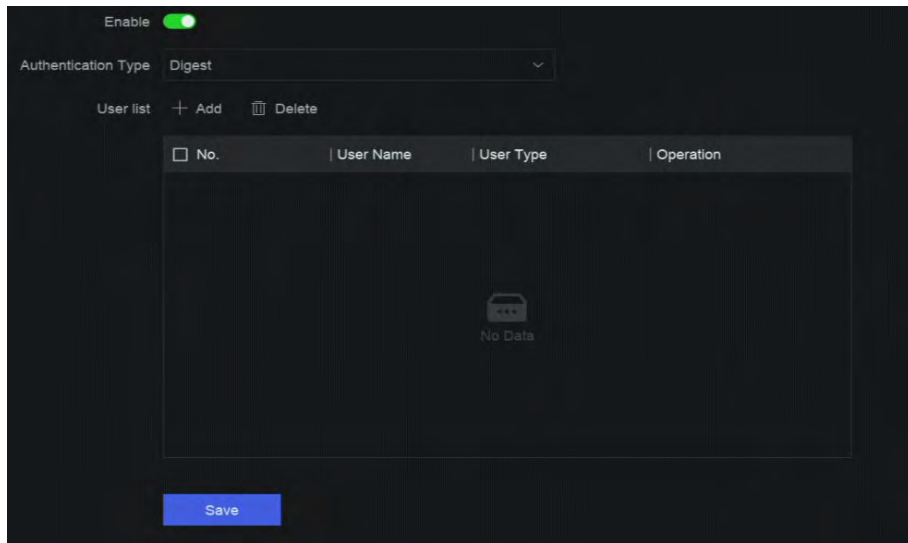 Enable
Authentication Type Digest
User list + Add Delete
No. | User Name | User Type | Operation
No Data
Save